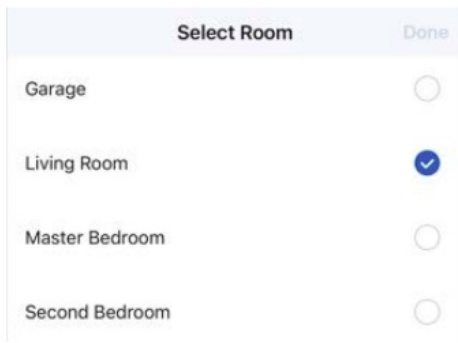 Select Room
Done
Garage
Living Room
Master Bedroom
Second Bedroom